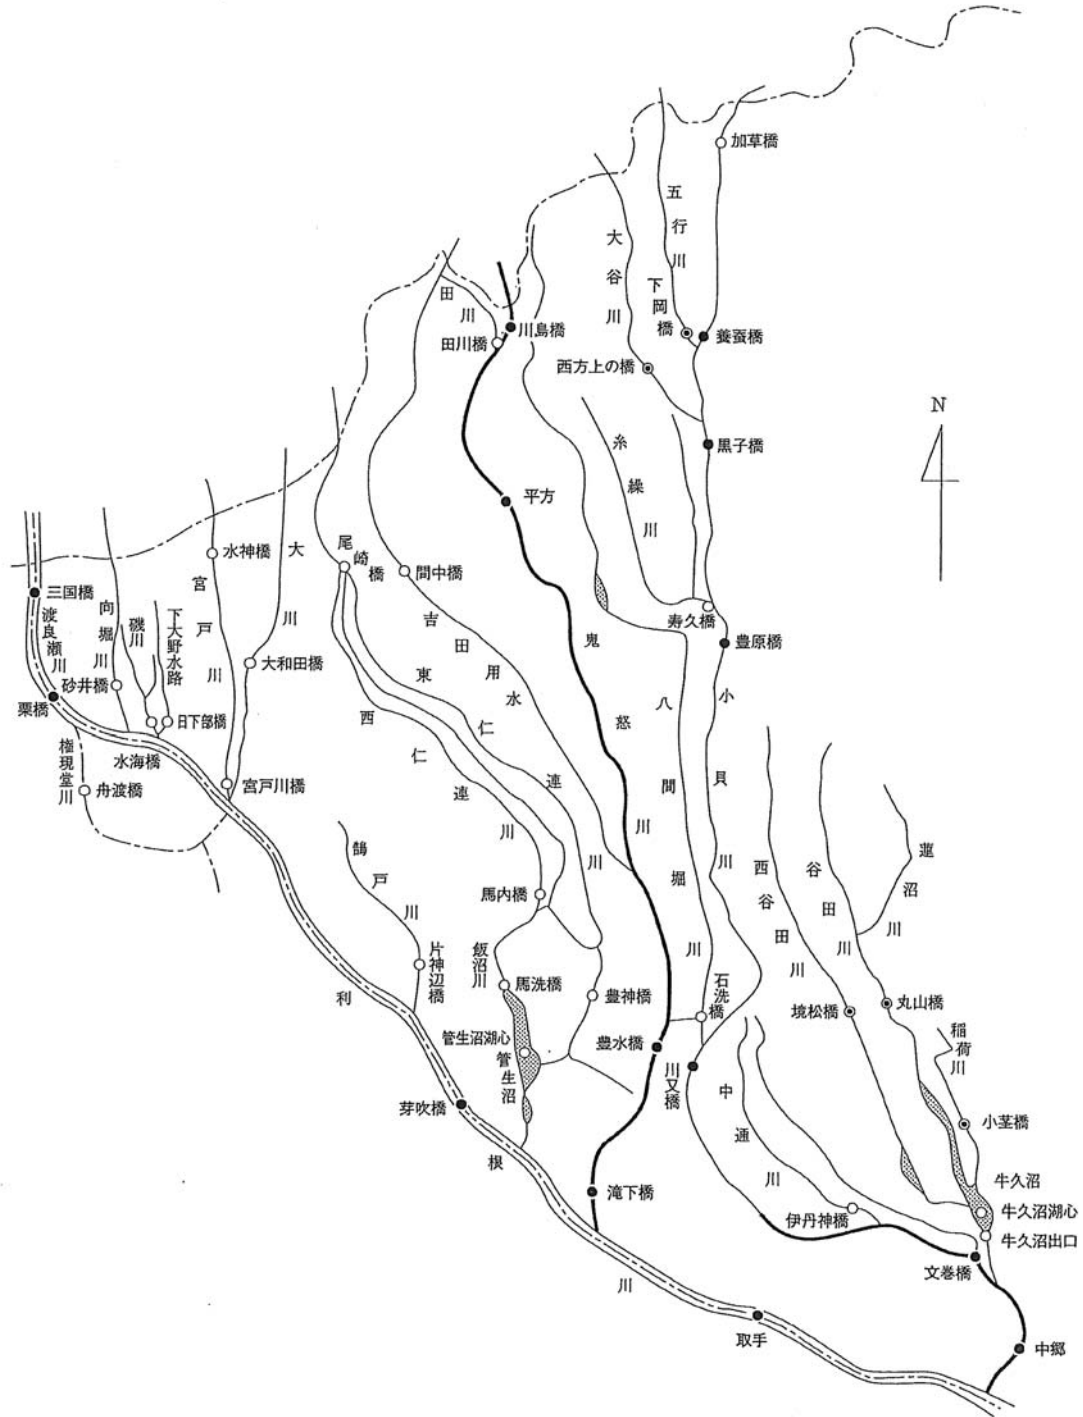 加草橋
五行川
大谷川
下岡橋
田川
川島橋
田川橋
養蚕橋
西方上の橋
N
糸繰川
黒子橋
平方
尾崎橋
間中橋
水神橋
大川
宮戸川
三国橋
渡良瀬川
向堀川
磯川
下大野水路
吉田用水
鬼怒川
寿久橋
豊原橋
大和田橋
砂井橋
栗橋
日下部橋
東仁連川
西仁連川
八間堀川
小貝川
権現堂川
水海橋
舟渡橋
宮戸川橋
鵠戸川
西谷田川
谷田川
蓮沼川
馬内橋
片神辺橋
飯沼川
馬洗橋
豊神橋
石洗橋
境松橋
丸山橋
利根川
管生沼湖心
管生沼
豊水橋
川又橋
中通川
稲荷川
芽吹橋
小茎橋
滝下橋
伊丹神橋
牛久沼
牛久沼湖心
牛久沼出口
文巻橋
取手
中郷